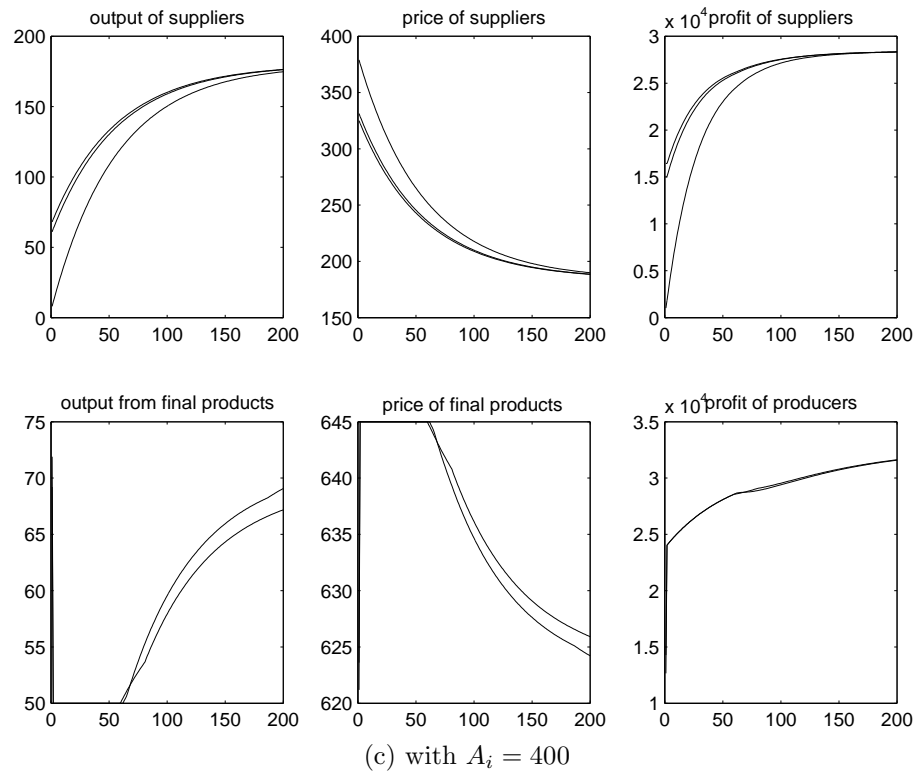 output of suppliers
200
150
100
50
0
0 50 100 150 200
price of suppliers
400
350
300
250
200
150
0 50 100 150 200
x 10^4 profit of suppliers
3
2.5
2
1.5
1
0.5
0
0 50 100 150 200
output from final products
75
70
65
60
55
50
0 50 100 150 200
price of final products
645
640
635
630
625
620
0 50 100 150 200
x 10^4 profit of producers
3.5
3
2.5
2
1.5
1
0 50 100 150 200
(c) with A_i = 400